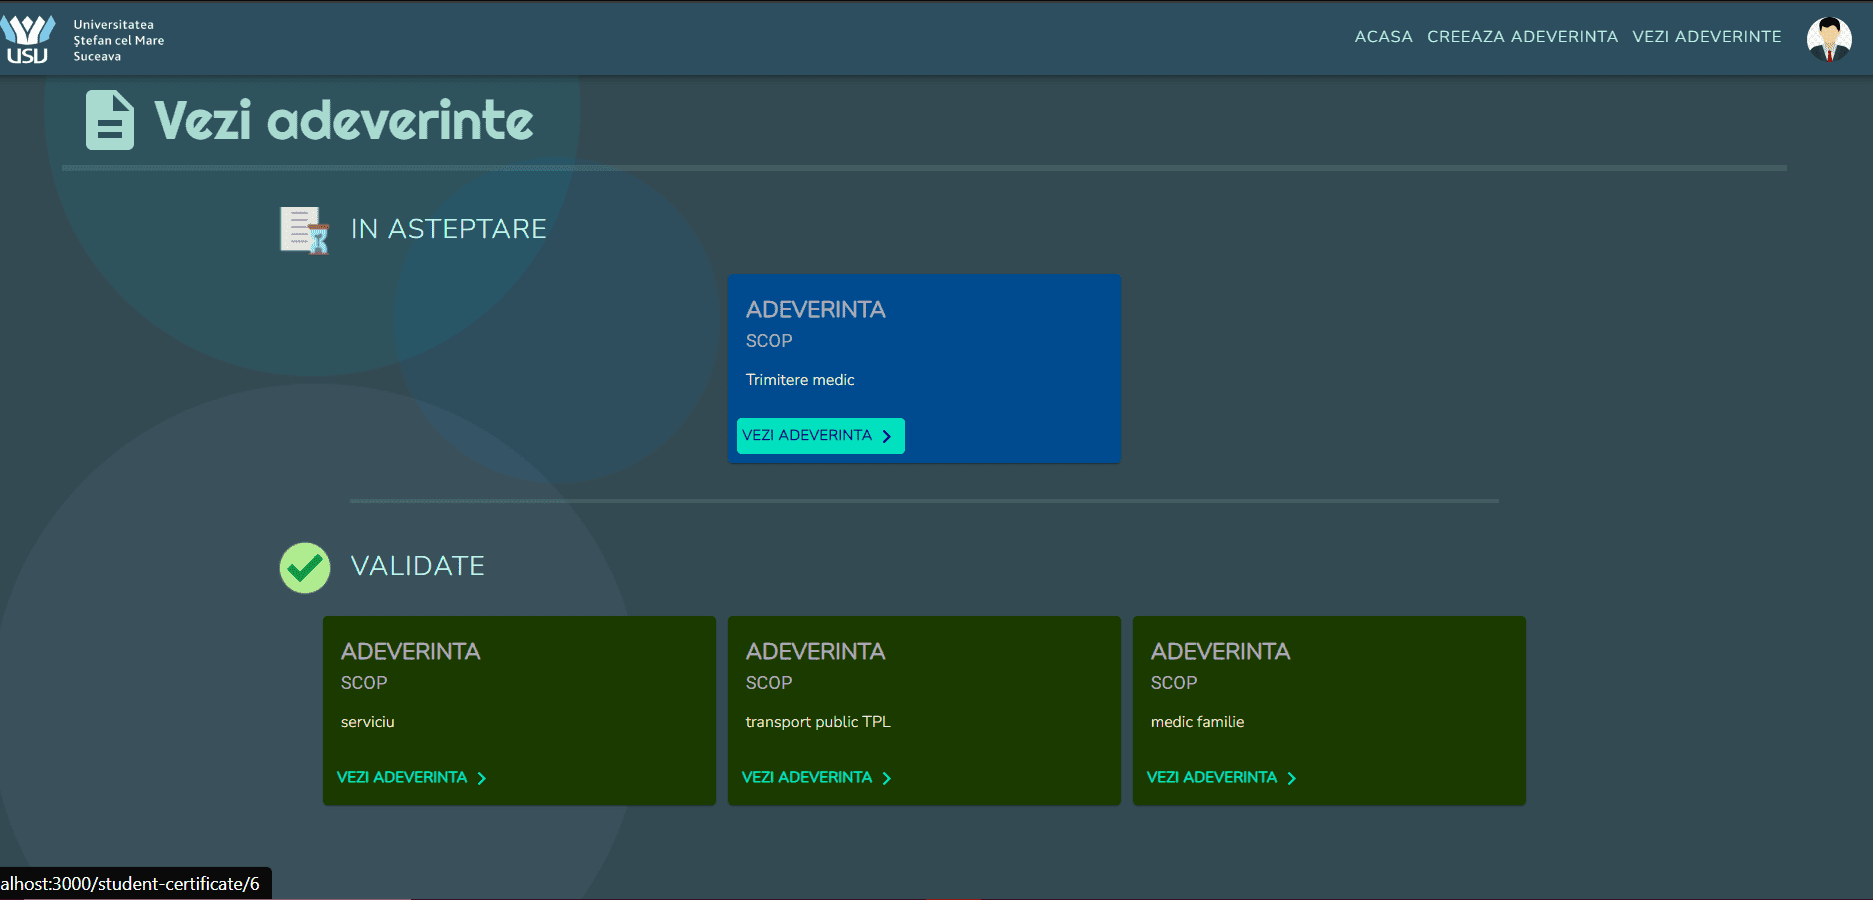 Universitatea
Ștefan cel Mare
Suceava
USU
ACASA
CREEAZA ADEVERINTA
VEZI ADEVERINTE
Vezi adeverinte
IN ASTEPTARE
ADEVERINTA
SCOP
Trimitere medic
VEZI ADEVERINTA
VALIDATE
ADEVERINTA
SCOP
serviciu
VEZI ADEVERINTA
ADEVERINTA
SCOP
transport public TPL
VEZI ADEVERINTA
ADEVERINTA
SCOP
medic familie
VEZI ADEVERINTA
alhost:3000/student-certificate/6